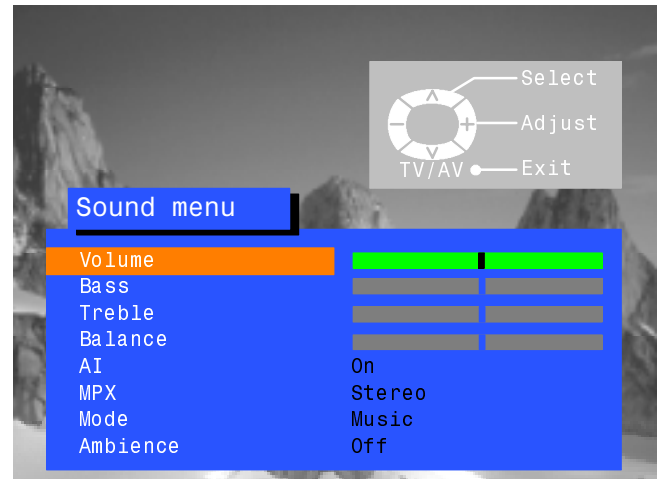 Select
Adjust
TV/AV Exit
Sound menu
Volume
Bass
Treble
Balance
AI On
MPX Stereo
Mode Music
Ambience Off